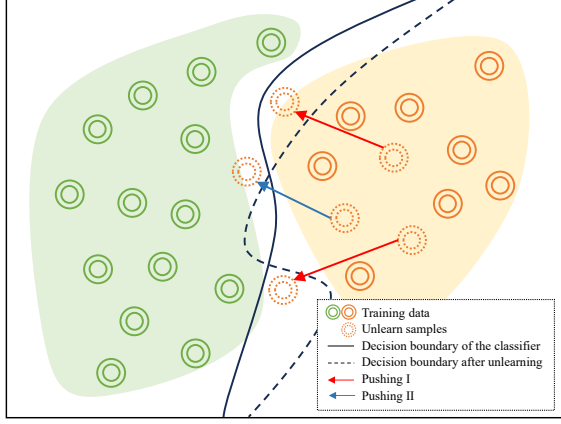 Training data
Unlearn samples
Decision boundary of the classifier
Decision boundary after unlearning
Pushing I
Pushing II